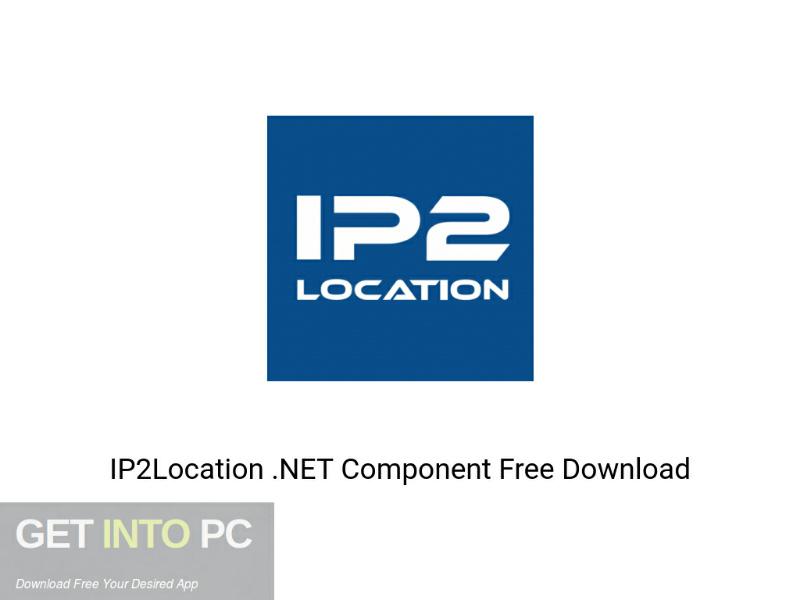 IP2
LOCATION
IP2Location .NET Component Free Download
GET INTO PC
Download Free Your Desired App